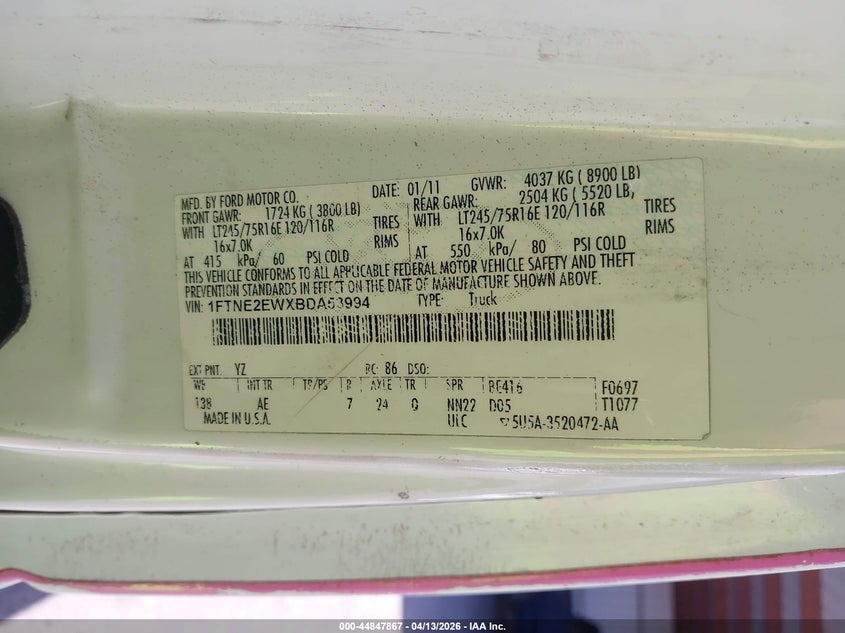 MFD. BY FORD MOTOR CO.
DATE: 01/11 GVWR: 4037 KG ( 8900 LB)
FRONT GAWR: 1724 KG ( 3800 LB)
WITH LT245/75R16E 120/116R TIRES
16x7.0K RIMS
AT 415 kPa/ 60 PSI COLD
REAR GAWR: 2504 KG ( 5520 LB)
WITH LT245/75R16E 120/116R TIRES
16x7.0K RIMS
AT 550 kPa/ 80 PSI COLD
THIS VEHICLE CONFORMS TO ALL APPLICABLE FEDERAL MOTOR VEHICLE SAFETY AND THEFT
PREVENTION STANDARDS IN EFFECT ON THE DATE OF MANUFACTURE SHOWN ABOVE.
VIN: 1FTNE2EWXBDA53994 TYPE: Truck
EXT PNT: YZ RC: 86 DSO:
WB INT TR TP/PS R AXLE TR SPR RE416 F0697
138 AE 7 24 Q NN22 D05 T1077
MADE IN U.S.A. ULC 5U5A-3520472-AA
000-44847867 - 04/13/2026 - IAA Inc.